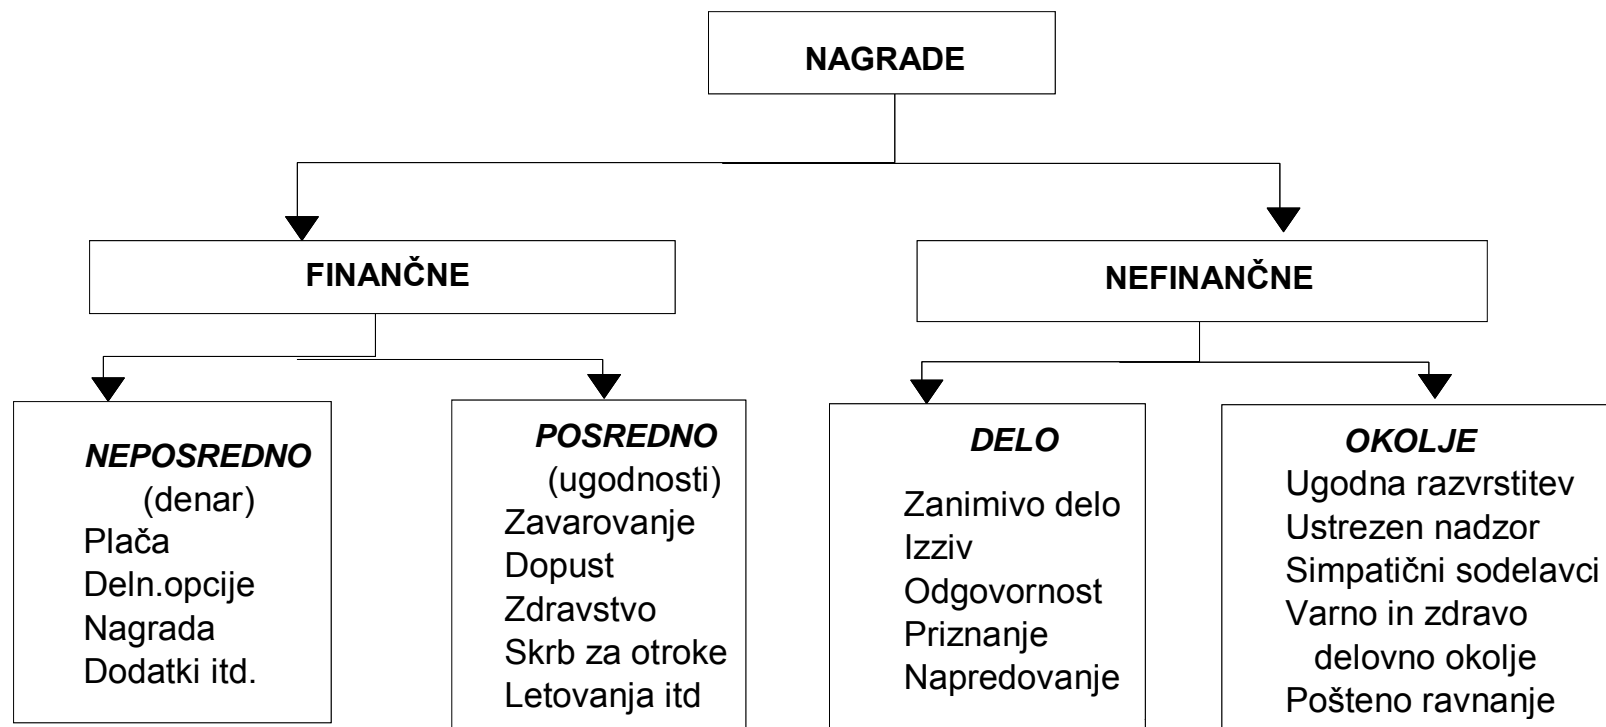 NAGRADE
FINANČNE
NEFINANČNE
NEPOSREDNO
(denar)
Plača
Deln.opcije
Nagrada
Dodatki itd.
POSREDNO
(ugodnosti)
Zavarovanje
Dopust
Zdravstvo
Skrb za otroke
Letovanja itd
DELO
Zanimivo delo
Izziv
Odgovornost
Priznanje
Napredovanje
OKOLJE
Ugodna razvrstitev
Ustrezen nadzor
Simpatični sodelavci
Varno in zdravo
delovno okolje
Pošteno ravnanje